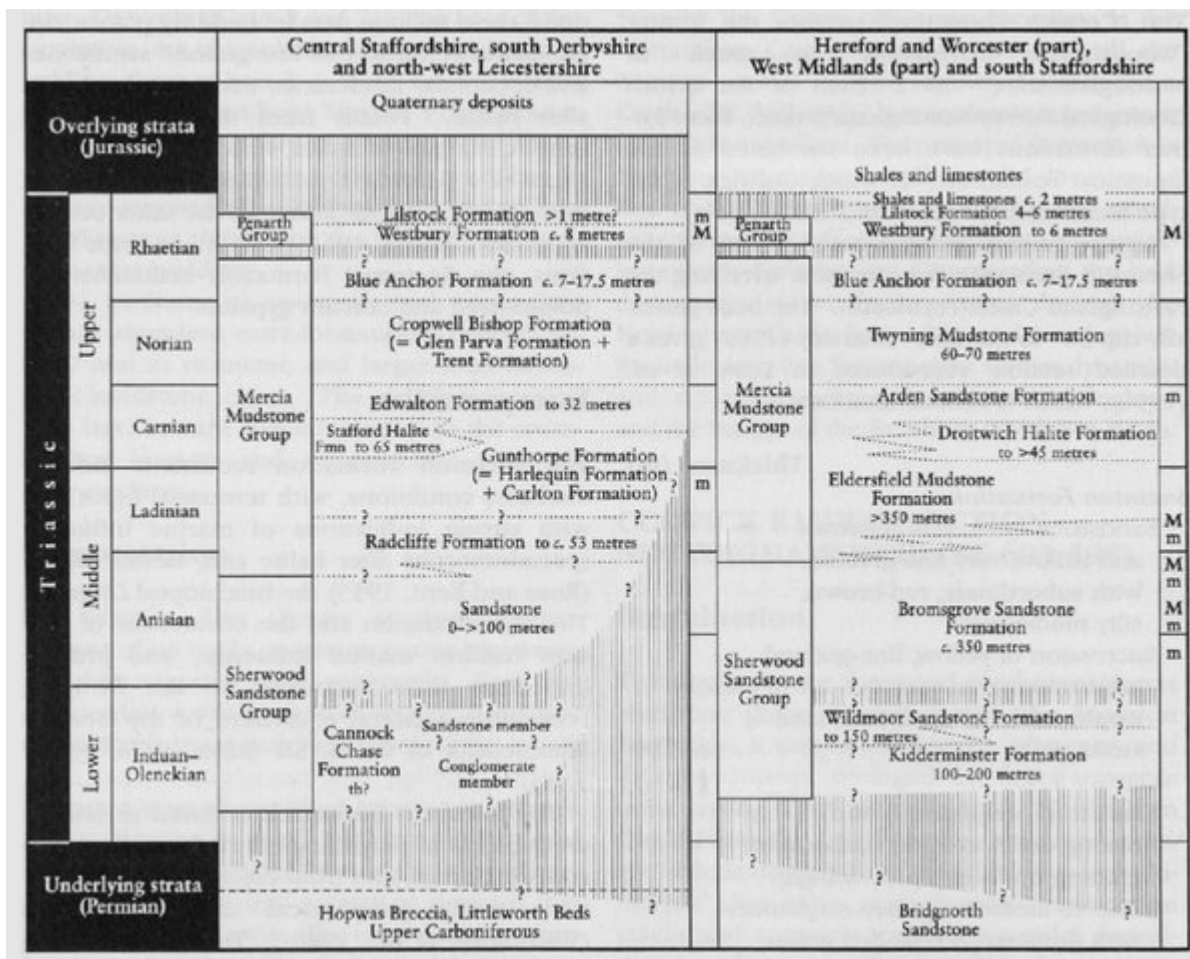 Central Staffordshire, south Derbyshire
and north-west Leicestershire
Hereford and Worcester (part),
West Midlands (part) and south Staffordshire
Overlying strata
(Jurassic)
Quaternary deposits
Shales and limestones
Triassic
Upper
Rhaetian
Penarth
Group
Lilstock Formation >1 metre?
Westbury Formation c. 8 metres
m
M
Penarth
Group
Shales and limestones c. 2 metres
Lilstock Formation 4–6 metres
Westbury Formation to 6 metres
M
? ? ?
? ? ?
Blue Anchor Formation c. 7–17.5 metres
Blue Anchor Formation c. 7–17.5 metres
? ? ?
? ? ?
Norian
Cropwell Bishop Formation
(= Glen Parva Formation +
Trent Formation)
Twyning Mudstone Formation
60–70 metres
Carnian
Mercia
Mudstone
Group
Edwalton Formation to 32 metres
Stafford Halite
Fmn to 65 metres
Gunthorpe Formation
(= Harlequin Formation
+ Carlton Formation)
m
Mercia
Mudstone
Group
Arden Sandstone Formation
m
Droitwich Halite Formation
to >45 metres
Middle
Ladinian
? ? ?
Radcliffe Formation to c. 53 metres
Eldersfield Mudstone
Formation
>350 metres
M
m
Anisian
? ?
Sandstone
0–>100 metres
Bromsgrove Sandstone
Formation
c. 350 metres
M
m
M
m
m
Lower
Induan–
Olenekian
Sherwood
Sandstone
Group
? ? ? ?
Cannock
Chase
Formation
th?
Sandstone member
? ?
Conglomerate
member
?
? ? ?
Sherwood
Sandstone
Group
? ? ?
? ? ?
Wildmoor Sandstone Formation
to 150 metres
?
Kidderminster Formation
100–200 metres
? ? ?
Underlying strata
(Permian)
? ? ? ?
Hopwas Breccia, Littleworth Beds
Upper Carboniferous
? ? ? ?
Bridgnorth
Sandstone